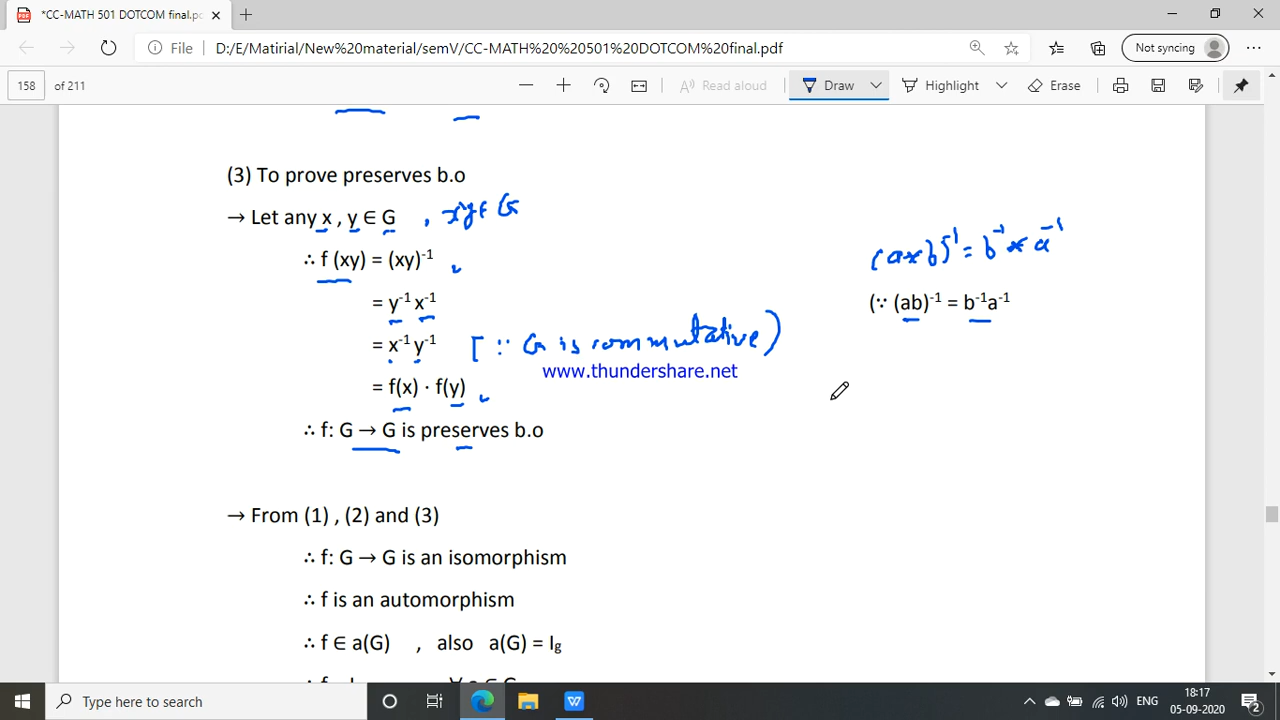 *CC-MATH 501 DOTCOM final.pc
File D:/E/Matirial/New%20material/semV/CC-MATH%20%20501%20DOTCOM%20final.pdf Not syncing
158 of 211 Read aloud Draw Highlight Erase
(3) To prove preserves b.o
→ Let any x , y ∈ G , x*y∈ G
∴ f (xy) = (xy)⁻¹ (a*b)⁻¹ = b⁻¹ * a⁻¹
= y⁻¹ x⁻¹ (∵ (ab)⁻¹ = b⁻¹a⁻¹
= x⁻¹ y⁻¹ [∵ G is commutative)
www.thundershare.net
= f(x) · f(y)
∴ f: G → G is preserves b.o
→ From (1) , (2) and (3)
∴ f: G → G is an isomorphism
∴ f is an automorphism
∴ f ∈ a(G) , also a(G) = Ig
Type here to search ENG 18:17
05-09-2020 2